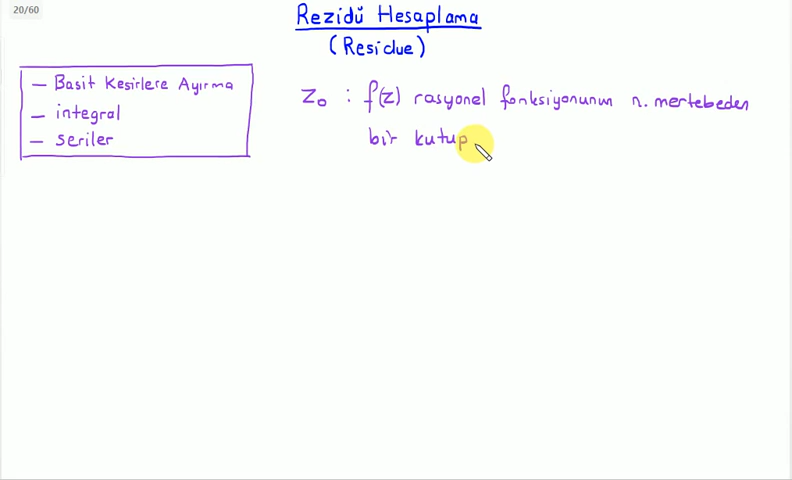 20/60
Rezidü Hesaplama
(Residue)
— Basit Kesirlere Ayırma
— integral
— seriler
z₀ : f(z) rasyonel fonksiyonunun n. mertebeden
bir kutup